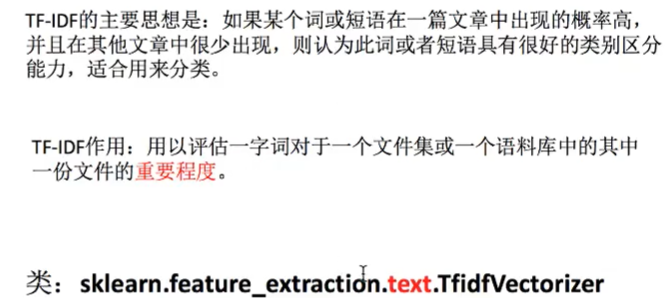 TF-IDF的主要思想是：如果某个词或短语在一篇文章中出现的概率高，
并且在其他文章中很少出现，则认为此词或者短语具有很好的类别区分
能力，适合用来分类。
TF-IDF作用：用以评估一字词对于一个文件集或一个语料库中的其中
一份文件的重要程度。
类：sklearn.feature_extraction.text.TfidfVectorizer